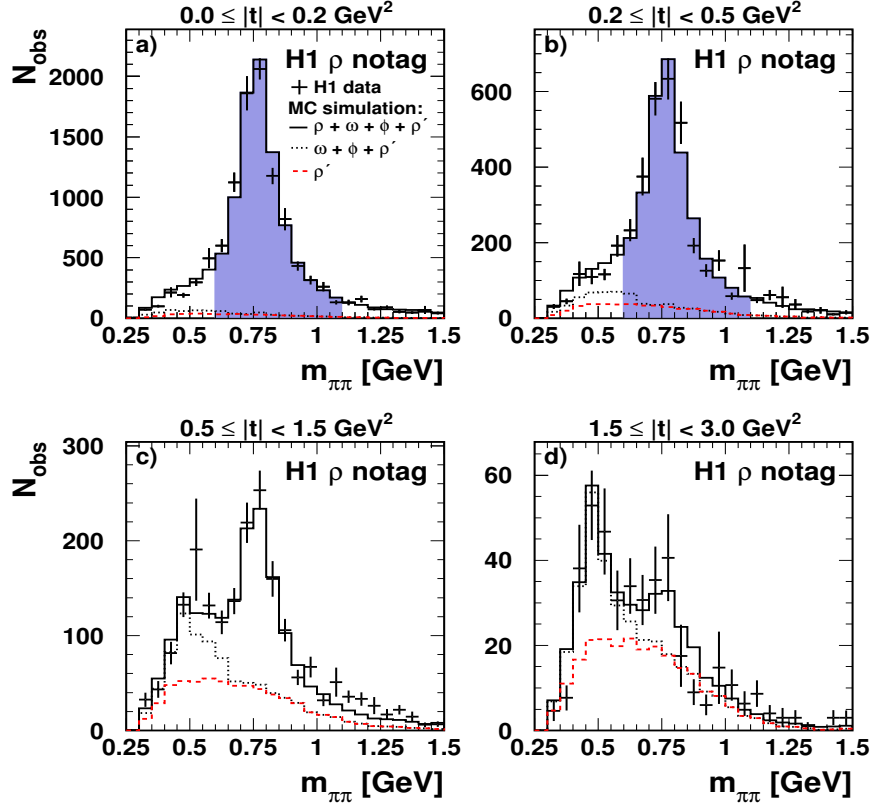 0.0 ≤ |t| < 0.2 GeV²
a)
H1 ρ notag
H1 data
MC simulation:
ρ + ω + ϕ + ρ´
ω + ϕ + ρ´
ρ´
N_obs
2000
1500
1000
500
0
0.25 0.5 0.75 1 1.25 1.5
m_ππ [GeV]
0.2 ≤ |t| < 0.5 GeV²
b)
H1 ρ notag
600
400
200
0
0.25 0.5 0.75 1 1.25 1.5
m_ππ [GeV]
0.5 ≤ |t| < 1.5 GeV²
c)
H1 ρ notag
N_obs
300
200
100
0
0.25 0.5 0.75 1 1.25 1.5
m_ππ [GeV]
1.5 ≤ |t| < 3.0 GeV²
d)
H1 ρ notag
60
40
20
0
0.25 0.5 0.75 1 1.25 1.5
m_ππ [GeV]